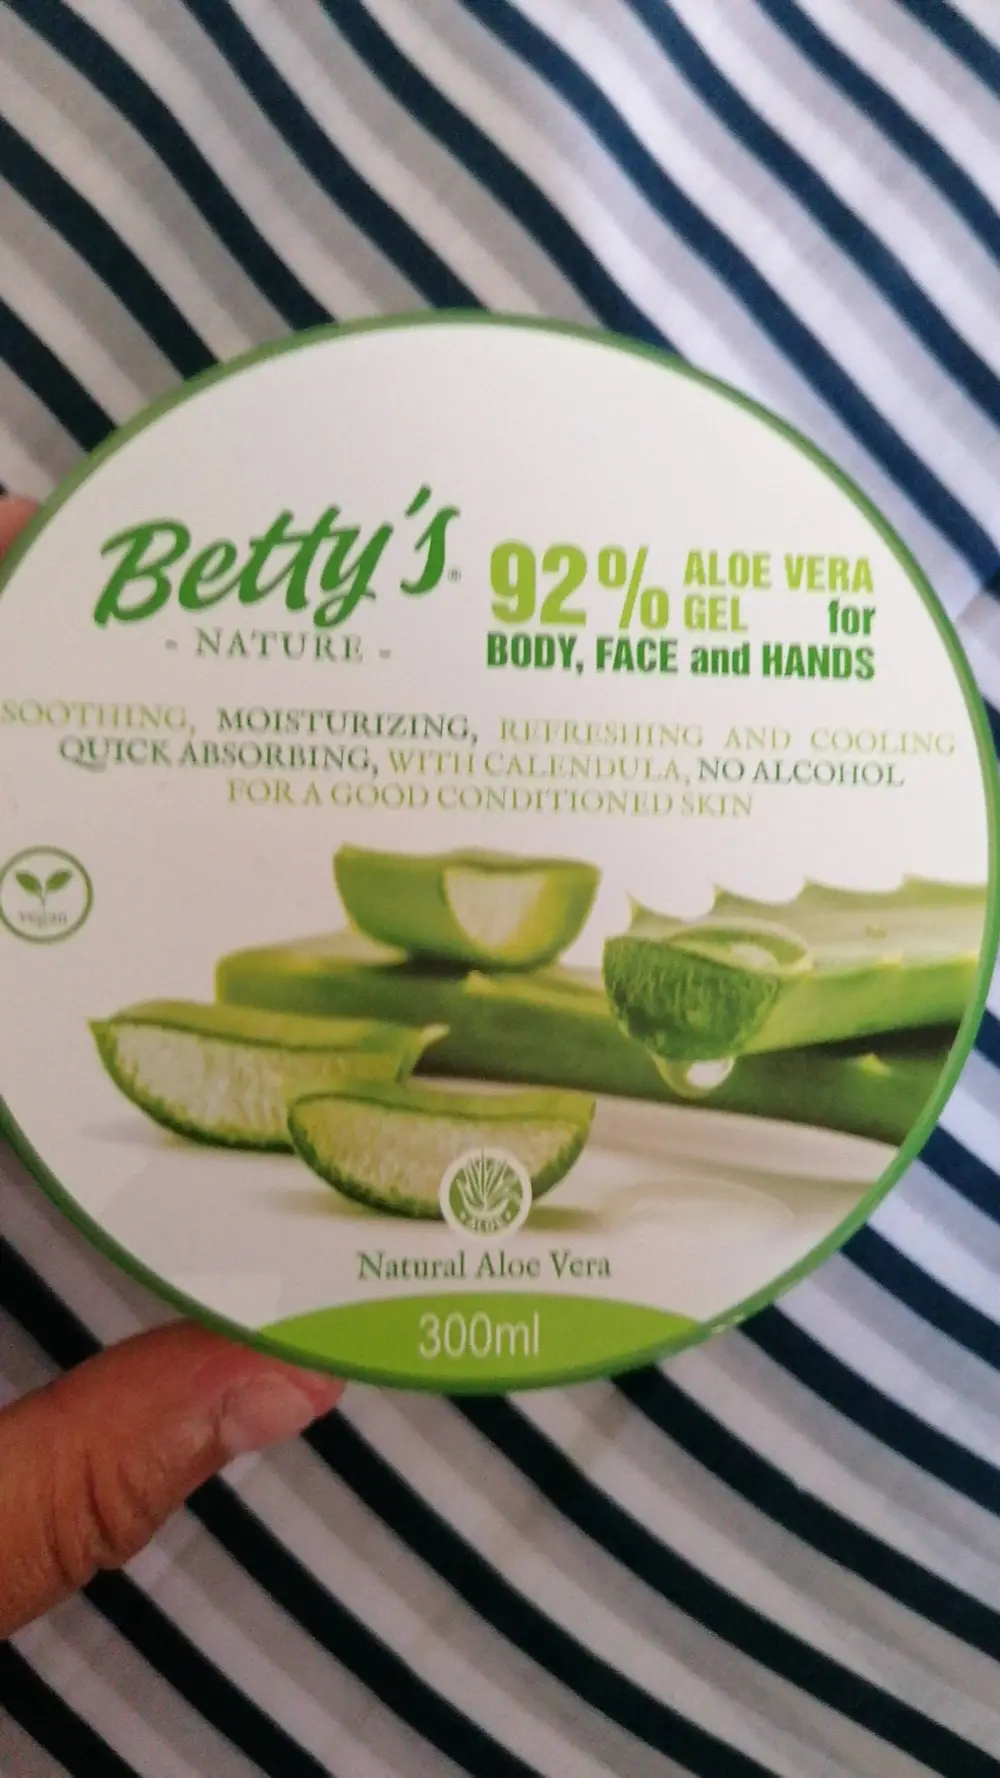 Betty's®
- NATURE -
92% ALOE VERA
GEL for
BODY, FACE and HANDS
SOOTHING, MOISTURIZING, REFRESHING AND COOLING
QUICK ABSORBING, WITH CALENDULA, NO ALCOHOL
FOR A GOOD CONDITIONED SKIN
vegan
ALOE
Natural Aloe Vera
300ml